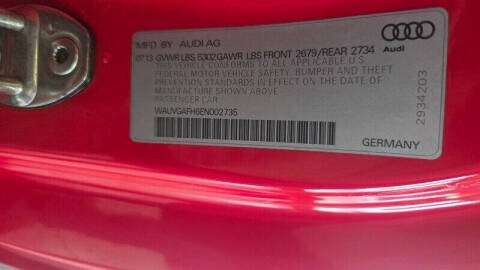 MFD BY AUDI AG
07.13 GVWR LBS 5302 GAWR LBS FRONT 2679/REAR 2734
THIS VEHICLE CONFORMS TO ALL APPLICABLE U.S.
FEDERAL MOTOR VEHICLE SAFETY, BUMPER AND THEFT
PREVENTION STANDARDS IN EFFECT ON THE DATE OF
MANUFACTURE SHOWN ABOVE.
PASSENGER CAR
WAUVGAFH6EN002735
Audi
2934203
GERMANY